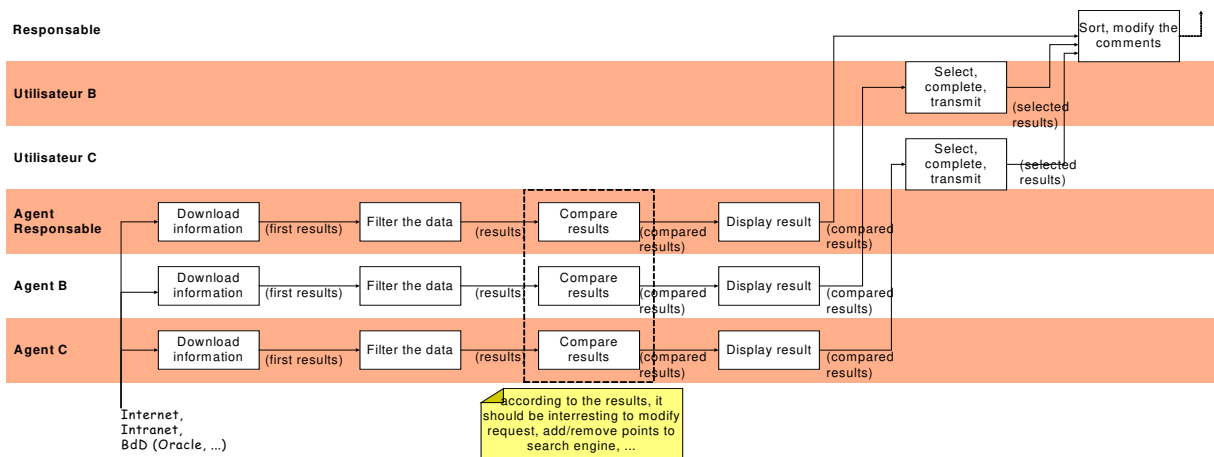 Responsable
Sort, modify the
comments
Utilisateur B
Select,
complete,
transmit
(selected
results)
Utilisateur C
Select,
complete,
transmit
(selected
results)
Agent
Responsable
Download
information
(first results)
Filter the data
(results)
Compare
results
(compared
results)
Display result
(compared
results)
Agent B
Download
information
(first results)
Filter the data
(results)
Compare
results
(compared
results)
Display result
(compared
results)
Agent C
Download
information
(first results)
Filter the data
(results)
Compare
results
(compared
results)
Display result
(compared
results)
Internet,
Intranet,
BdD (Oracle, ...)
according to the results, it
should be interresting to modify
request, add/remove points to
search engine, ...